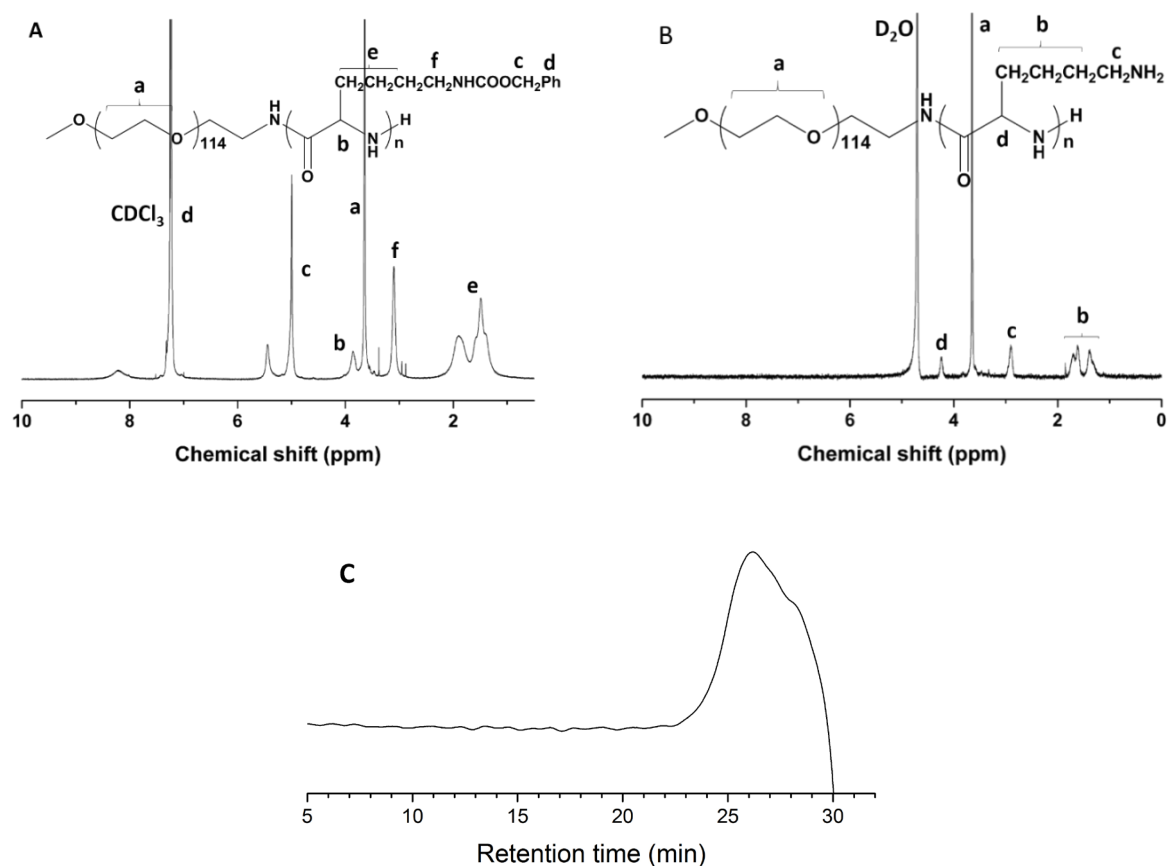 A
e
f
c
d
CH₂CH₂CH₂CH₂NHCOOCH₂Ph
a
H
N
H
O
O
114
b
N
H
n
O
CDCl₃
d
a
c
f
e
b
10
8
6
4
2
Chemical shift (ppm)
B
D₂O
a
b
c
CH₂CH₂CH₂CH₂NH₂
a
H
N
H
O
O
114
d
N
H
n
O
a
b
d
c
10
8
6
4
2
0
Chemical shift (ppm)
C
5
10
15
20
25
30
Retention time (min)